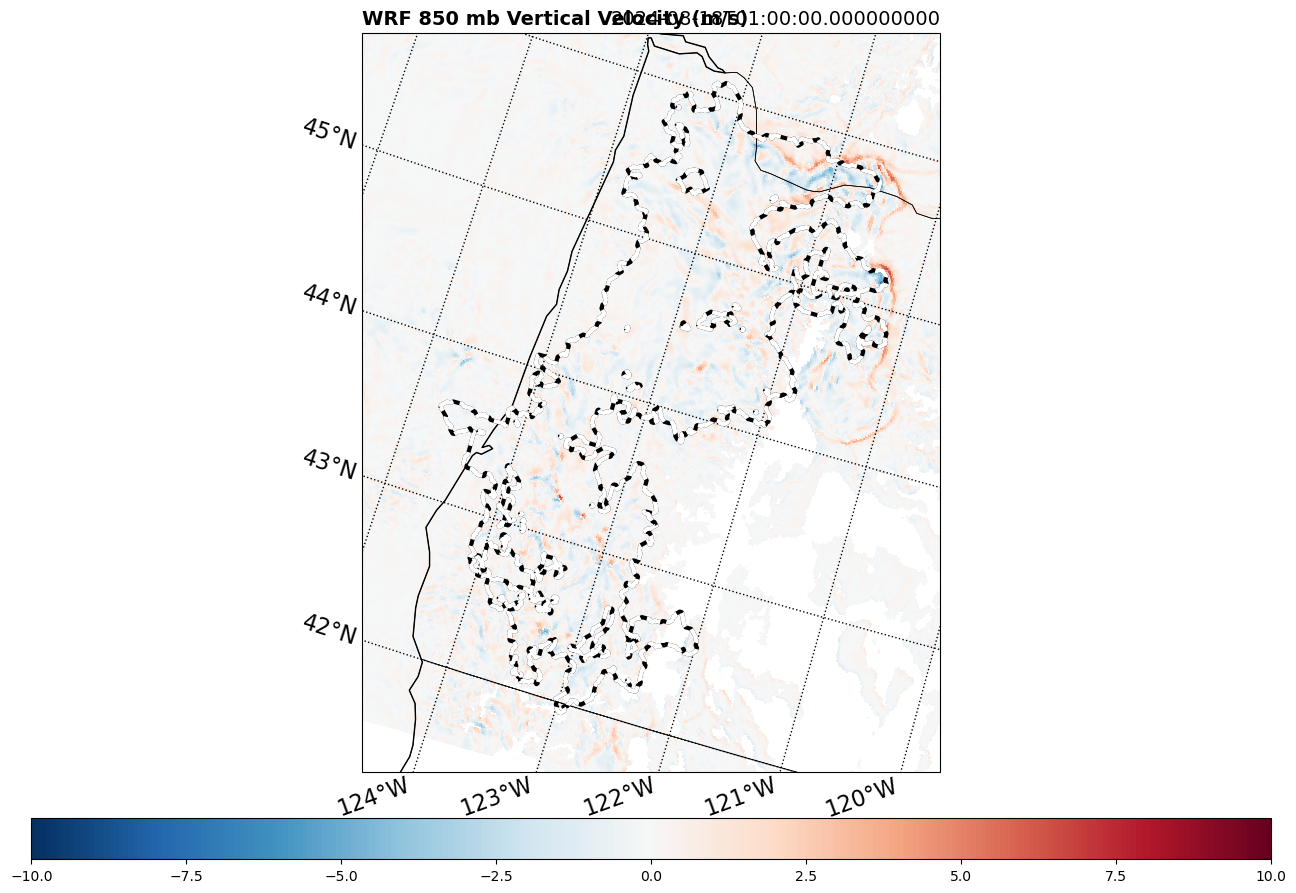 WRF 850 mb Vertical Velocity (m/s)
2024-08-18T01:00:00.000000000
45°N
44°N
43°N
42°N
124°W 123°W 122°W 121°W 120°W
−10.0 −7.5 −5.0 −2.5 0.0 2.5 5.0 7.5 10.0